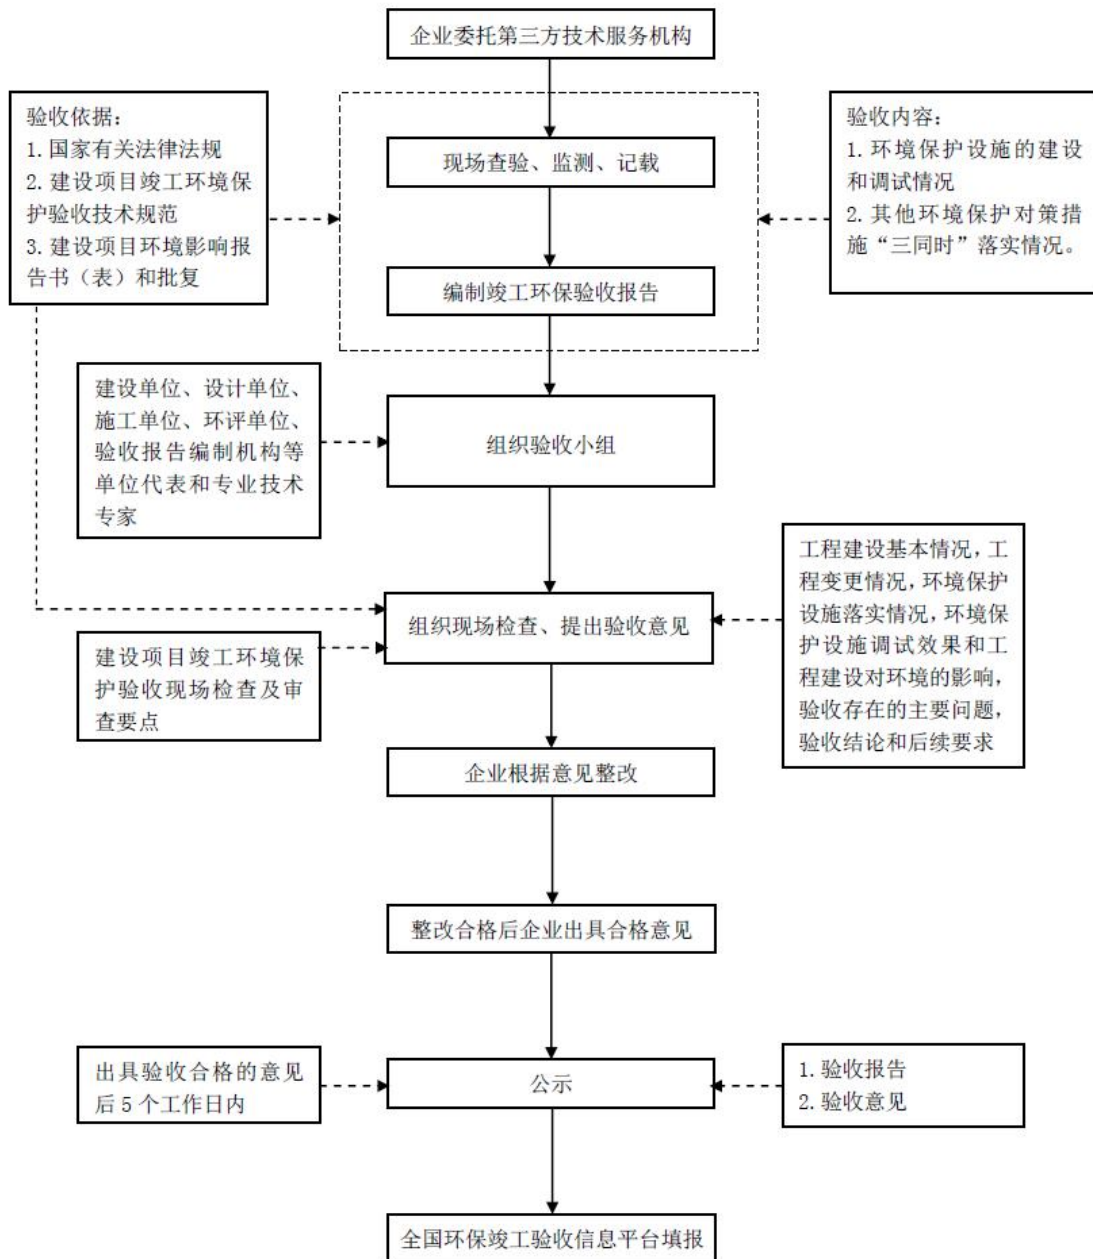 企业委托第三方技术服务机构
验收依据：
1.国家有关法律法规
2.建设项目竣工环境保
护验收技术规范
3.建设项目环境影响报
告书（表）和批复
现场查验、监测、记载
编制竣工环保验收报告
验收内容：
1.环境保护设施的建设
和调试情况
2.其他环境保护对策措
施“三同时”落实情况。
建设单位、设计单位、
施工单位、环评单位、
验收报告编制机构等
单位代表和专业技术
专家
组织验收小组
组织现场检查、提出验收意见
建设项目竣工环境保
护验收现场检查及审
查要点
工程建设基本情况，工
程变更情况，环境保护
设施落实情况，环境保
护设施调试效果和工
程建设对环境的影响，
验收存在的主要问题，
验收结论和后续要求
企业根据意见整改
整改合格后企业出具合格意见
出具验收合格的意见
后5个工作日内
公示
1.验收报告
2.验收意见
全国环保竣工验收信息平台填报